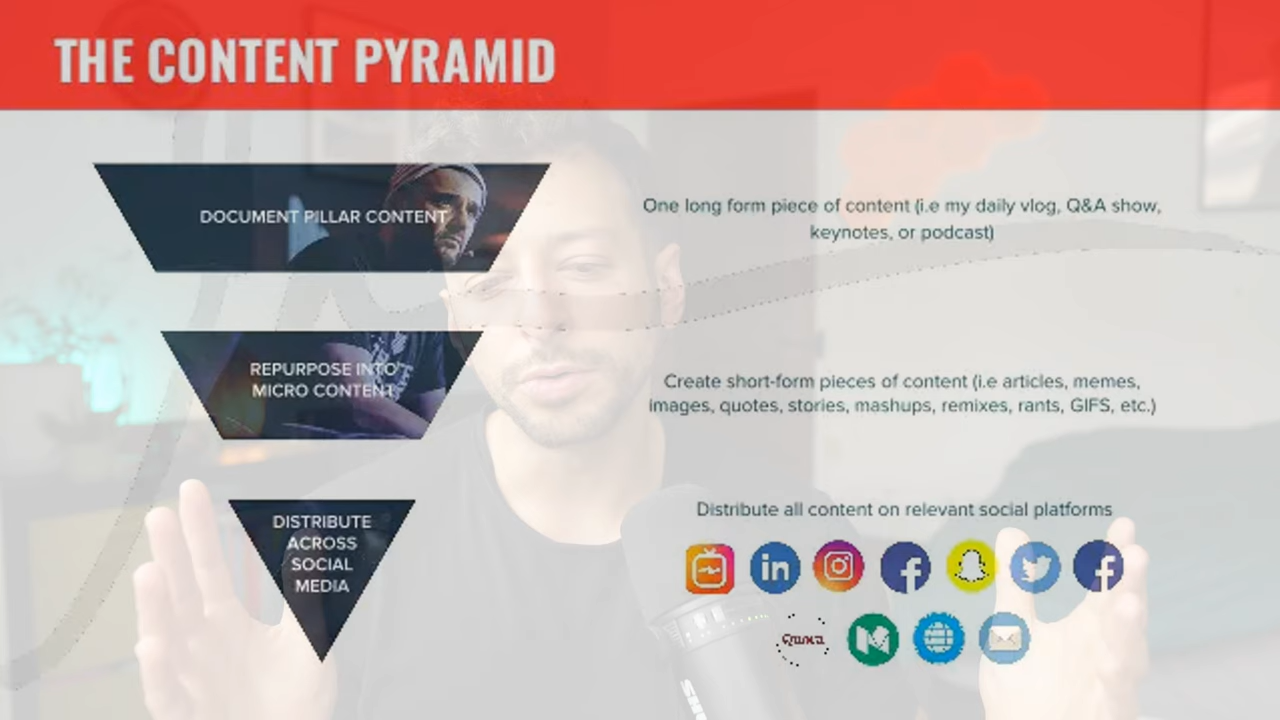 THE CONTENT PYRAMID
DOCUMENT PILLAR CONTENT
One long form piece of content (i.e my daily vlog, Q&A show,
keynotes, or podcast)
REPURPOSE INTO
MICRO CONTENT
Create short-form pieces of content (i.e articles, memes,
images, quotes, stories, mashups, remixes, rants, GIFS, etc.)
DISTRIBUTE
ACROSS
SOCIAL
MEDIA
Distribute all content on relevant social platforms
in
Quora